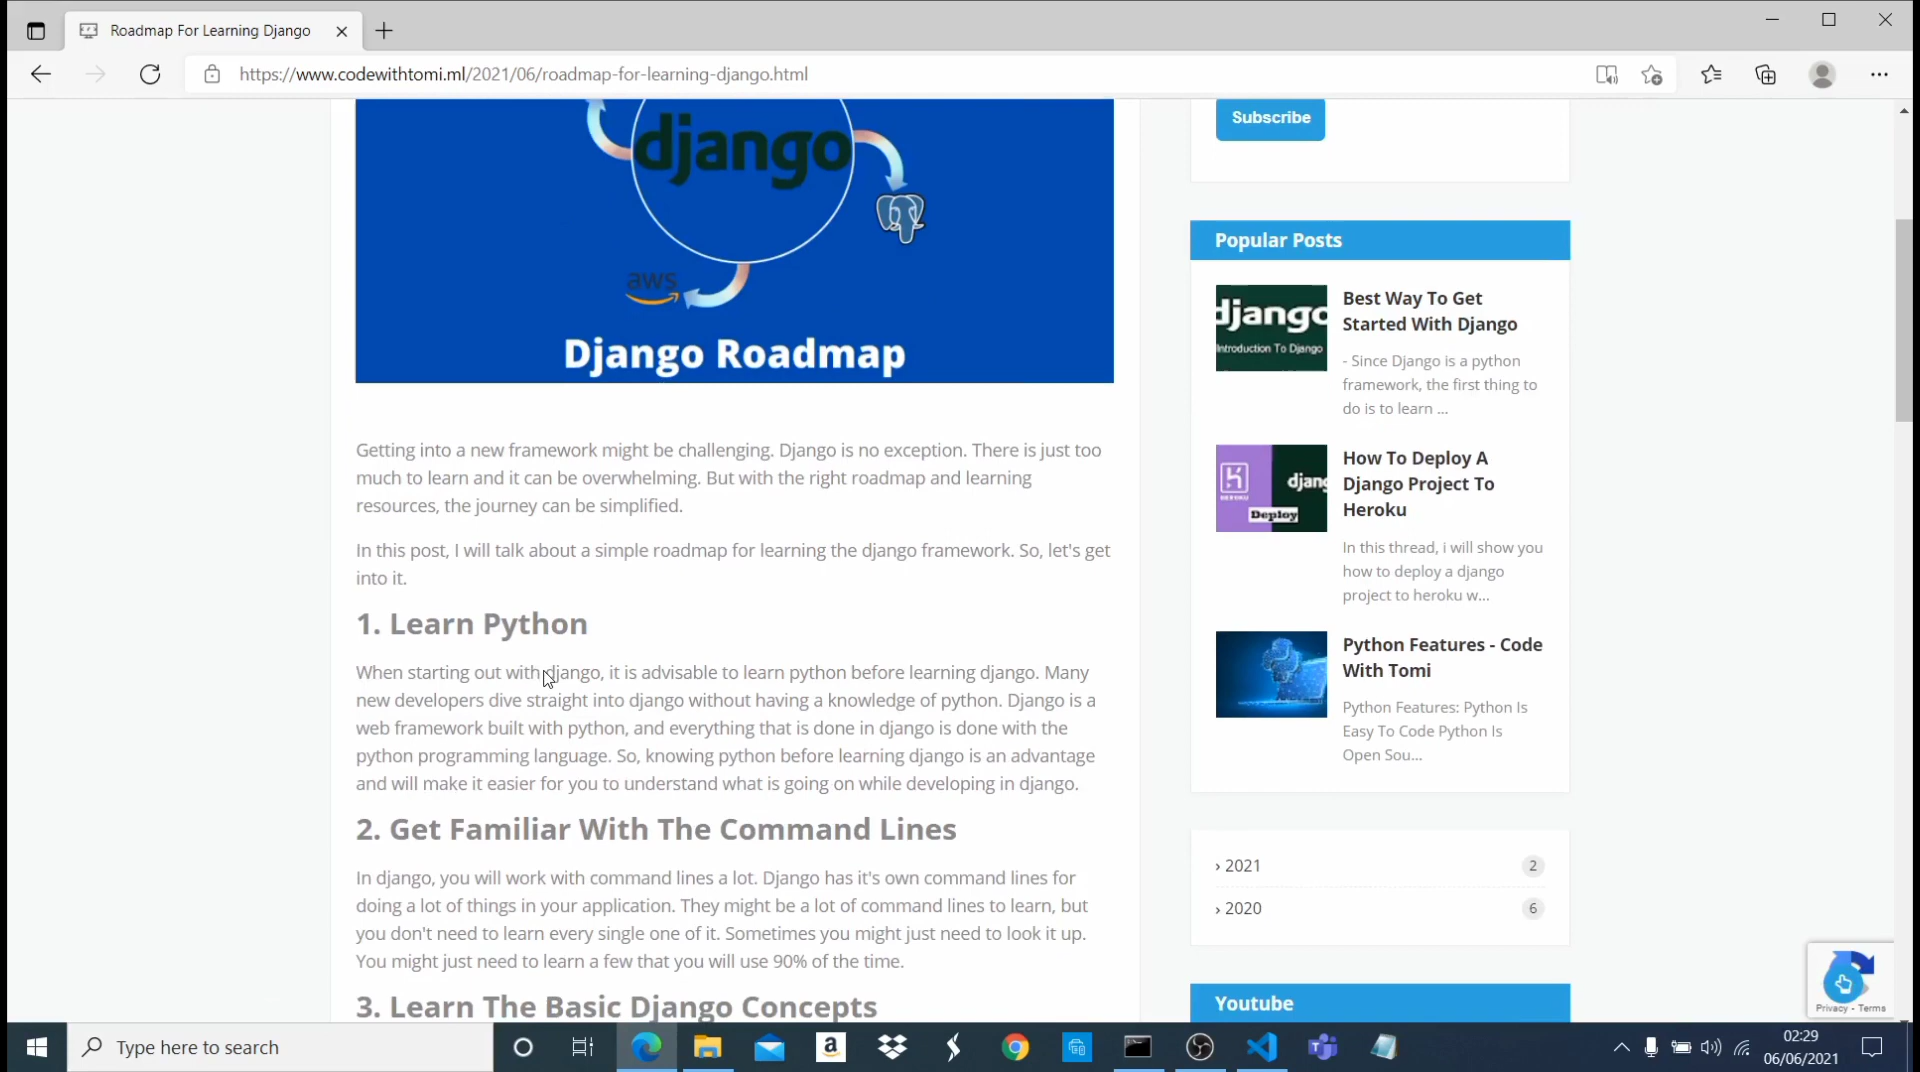 Roadmap For Learning Django
https://www.codewithtomi.ml/2021/06/roadmap-for-learning-django.html
django
aws
Django Roadmap
Getting into a new framework might be challenging. Django is no exception. There is just too
much to learn and it can be overwhelming. But with the right roadmap and learning
resources, the journey can be simplified.
In this post, I will talk about a simple roadmap for learning the django framework. So, let's get
into it.
1. Learn Python
When starting out with django, it is advisable to learn python before learning django. Many
new developers dive straight into django without having a knowledge of python. Django is a
web framework built with python, and everything that is done in django is done with the
python programming language. So, knowing python before learning django is an advantage
and will make it easier for you to understand what is going on while developing in django.
2. Get Familiar With The Command Lines
In django, you will work with command lines a lot. Django has it's own command lines for
doing a lot of things in your application. They might be a lot of command lines to learn, but
you don't need to learn every single one of it. Sometimes you might just need to look it up.
You might just need to learn a few that you will use 90% of the time.
3. Learn The Basic Django Concepts
Subscribe
Popular Posts
django
Introduction To Django
Best Way To Get
Started With Django
- Since Django is a python
framework, the first thing to
do is to learn ...
HEROKU
djang
Deploy
How To Deploy A
Django Project To
Heroku
In this thread, i will show you
how to deploy a django
project to heroku w...
Python Features - Code
With Tomi
Python Features: Python Is
Easy To Code Python Is
Open Sou...
› 2021 2
› 2020 6
Youtube
Privacy - Terms
Type here to search
a
02:29
06/06/2021